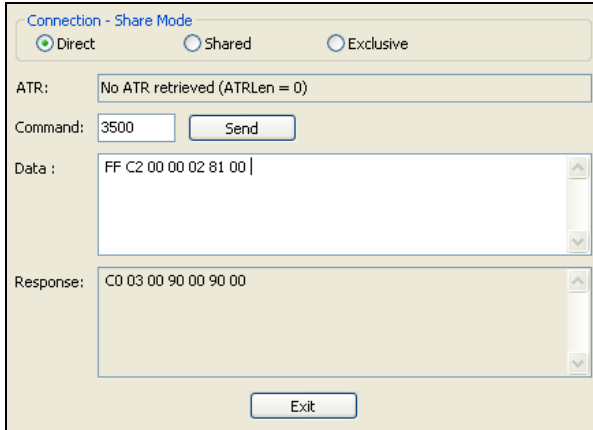 Connection - Share Mode
Direct Shared Exclusive
ATR: No ATR retrieved (ATRLen = 0)
Command: 3500 Send
Data : FF C2 00 00 02 81 00
Response: C0 03 00 90 00 90 00
Exit